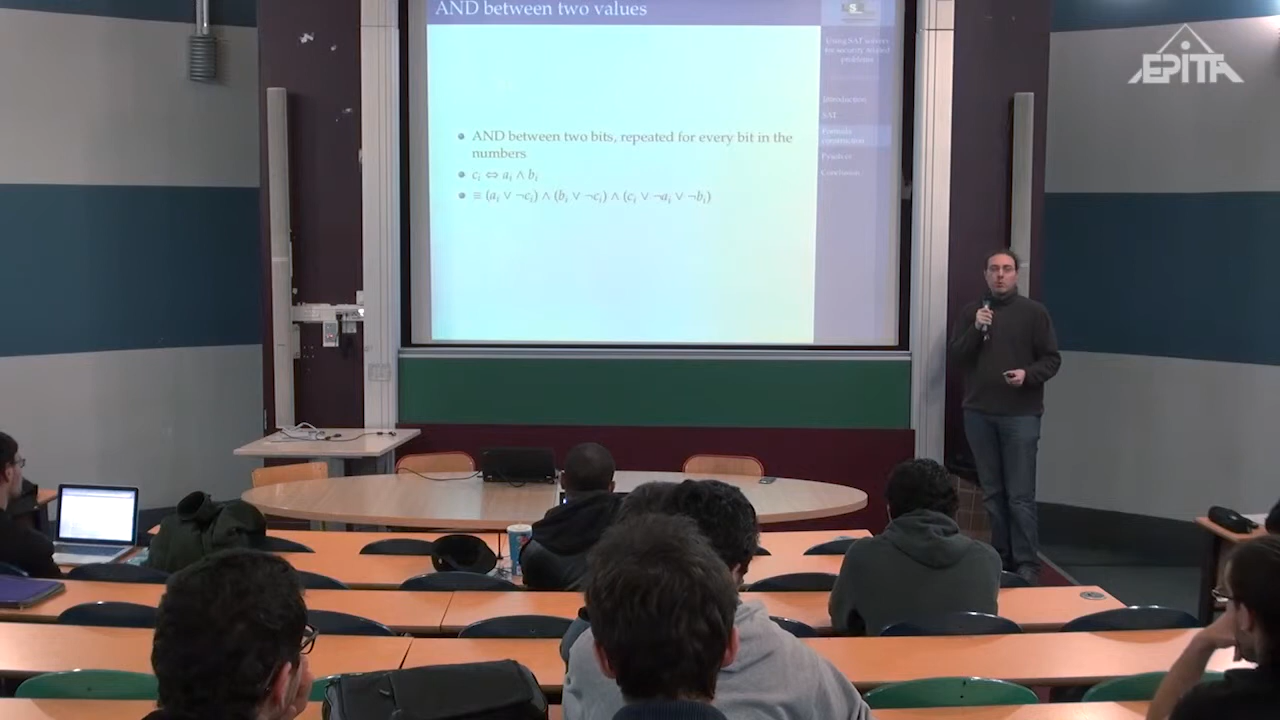 AND between two values
Using SAT solvers
for security related
problems
Introduction
SAT
Formula
construction
Practice
Conclusion
AND between two bits, repeated for every bit in the
numbers
cᵢ ⇔ aᵢ ∧ bᵢ
≡ (aᵢ ∨ ¬cᵢ) ∧ (bᵢ ∨ ¬cᵢ) ∧ (cᵢ ∨ ¬aᵢ ∨ ¬bᵢ)
EPITA